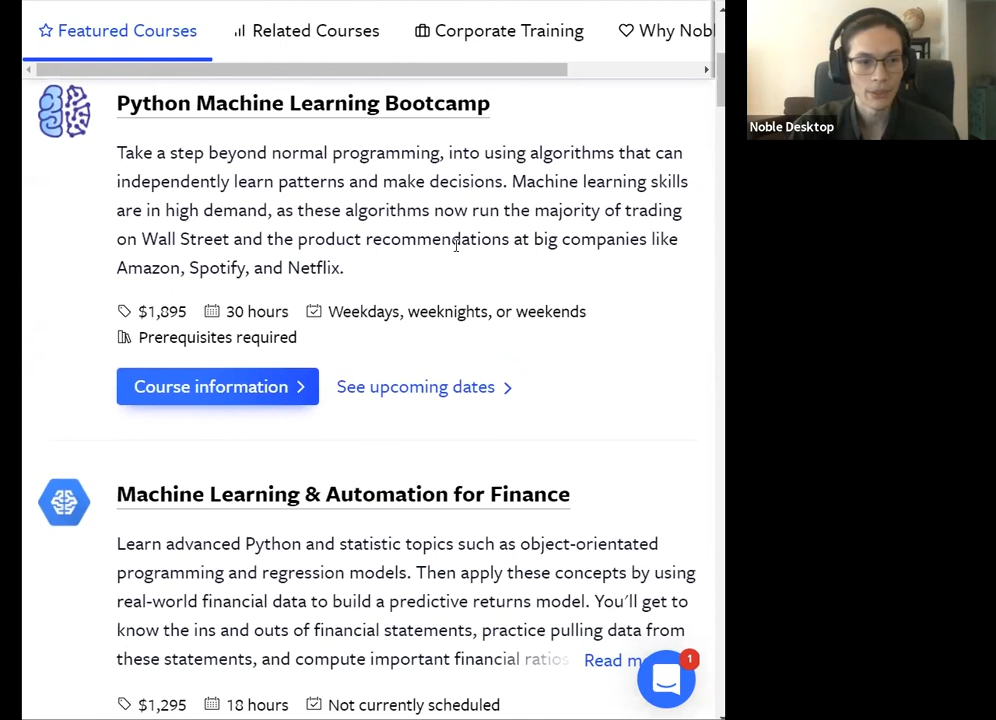 Featured Courses Related Courses Corporate Training Why Nobl
Python Machine Learning Bootcamp
Take a step beyond normal programming, into using algorithms that can
independently learn patterns and make decisions. Machine learning skills
are in high demand, as these algorithms now run the majority of trading
on Wall Street and the product recommendations at big companies like
Amazon, Spotify, and Netflix.
$1,895 30 hours Weekdays, weeknights, or weekends
Prerequisites required
Course information
See upcoming dates
Machine Learning & Automation for Finance
Learn advanced Python and statistic topics such as object-orientated
programming and regression models. Then apply these concepts by using
real-world financial data to build a predictive returns model. You'll get to
know the ins and outs of financial statements, practice pulling data from
these statements, and compute important financial ratios Read m
1
$1,295 18 hours Not currently scheduled
Noble Desktop